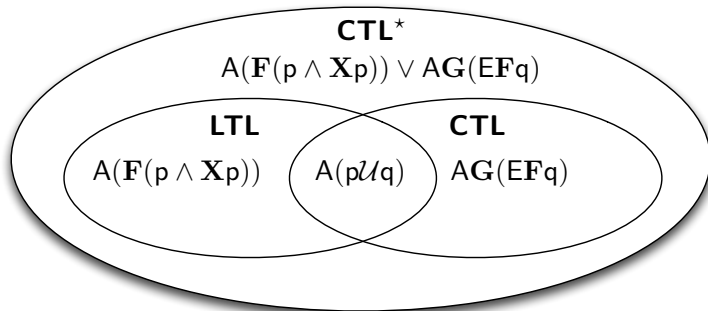 CTL⋆
A(F(p ∧ Xp)) ∨ AG(EFq)
LTL CTL
A(F(p ∧ Xp)) A(p𝒰q) AG(EFq)